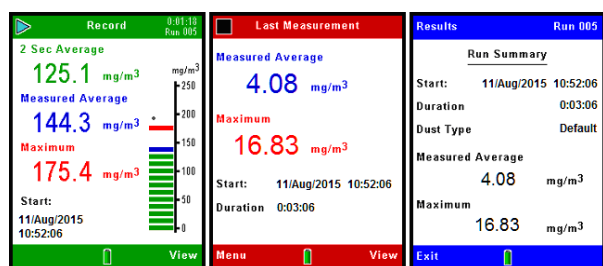 Record 0:01:18
Run 005
2 Sec Average
125.1 mg/m3
Measured Average
144.3 mg/m3
Maximum
175.4 mg/m3
Start:
11/Aug/2015
10:52:06
mg/m3
250
200
150
100
50
0
View
Last Measurement
Measured Average
4.08 mg/m3
Maximum
16.83 mg/m3
Start: 11/Aug/2015 10:52:06
Duration 0:03:06
Menu View
Results Run 005
Run Summary
Start: 11/Aug/2015 10:52:06
Duration 0:03:06
Dust Type Default
Measured Average
4.08 mg/m3
Maximum
16.83 mg/m3
Exit